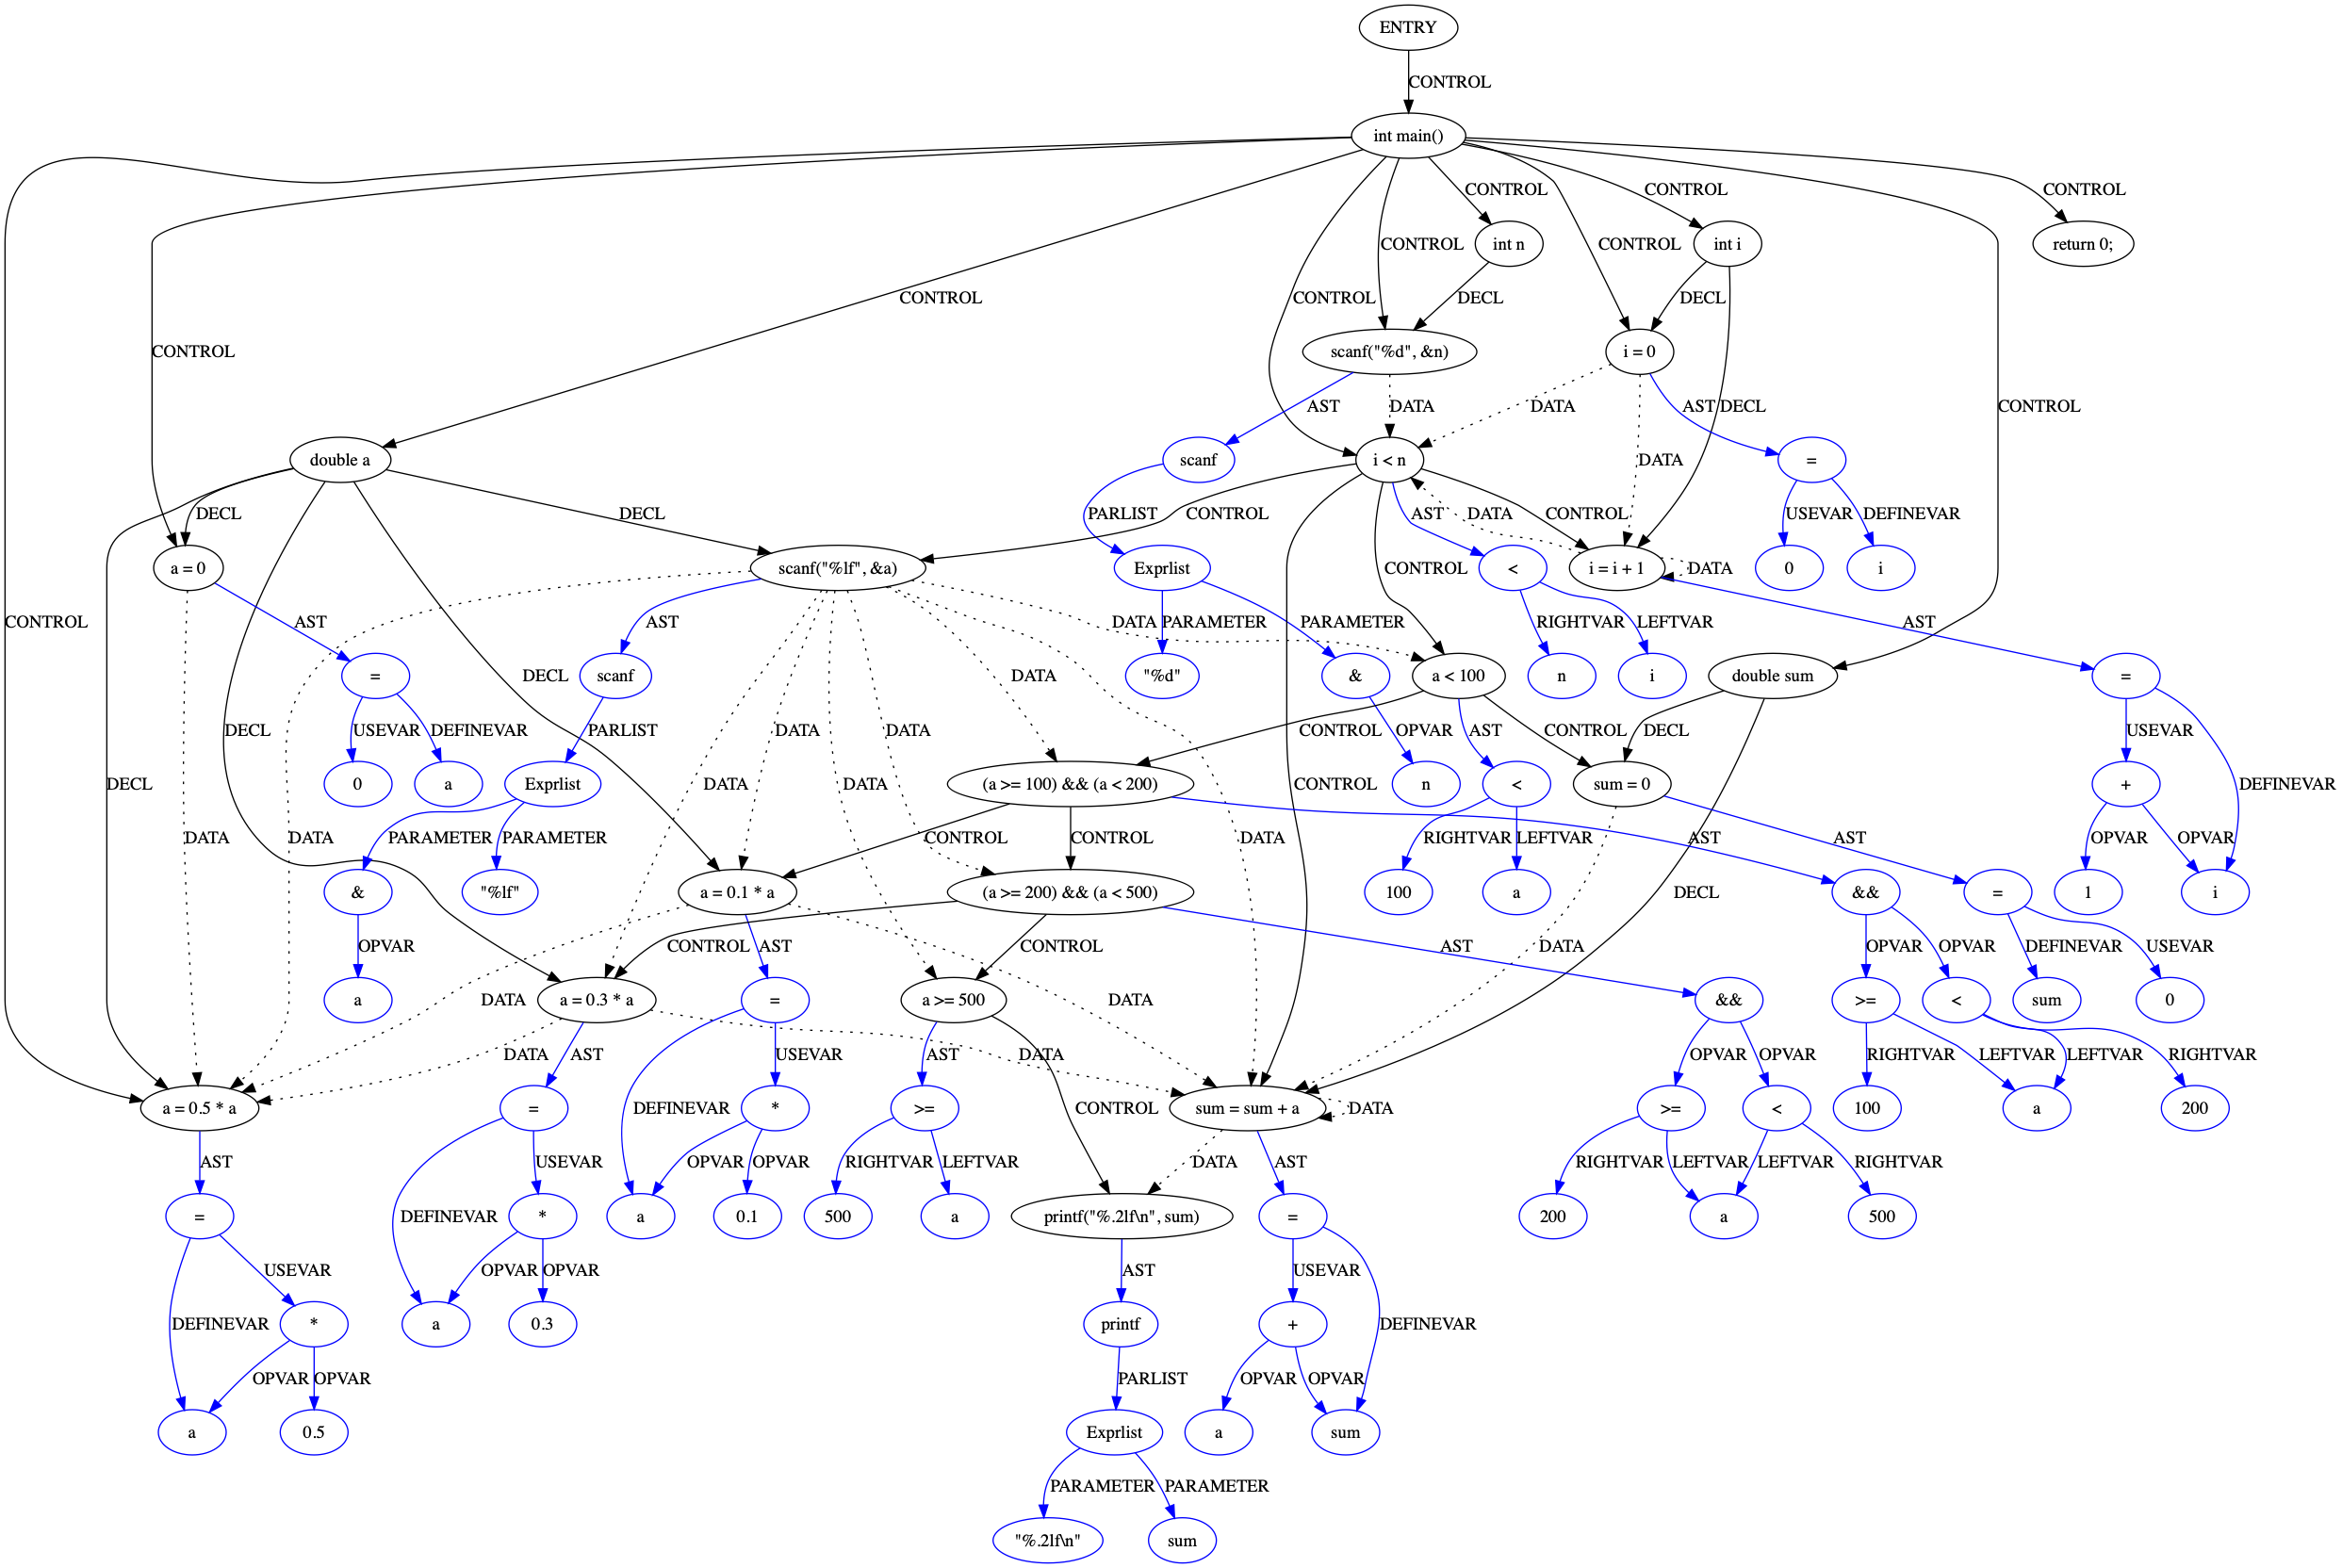 ENTRY
CONTROL
int main()
CONTROL CONTROL CONTROL
int n int i return 0;
CONTROL CONTROL
CONTROL CONTROL DECL DECL
CONTROL scanf("%d", &n) i = 0
AST DATA DATA AST DECL CONTROL
double a scanf i < n DATA =
DECL DECL PARLIST CONTROL AST DATA CONTROL USEVAR DEFINEVAR
a = 0 scanf("%lf", &a) Exprlist CONTROL < i = i + 1 DATA 0 i
CONTROL AST AST DATA PARAMETER PARAMETER RIGHTVAR LEFTVAR AST
= DECL scanf DATA "%d" & a < 100 n i double sum =
DECL USEVAR DEFINEVAR PARLIST DATA DATA CONTROL OPVAR AST CONTROL DECL USEVAR
DECL 0 a Exprlist DATA (a >= 100) && (a < 200) n < sum = 0 + DEFINEVAR
DATA DATA PARAMETER PARAMETER DATA CONTROL CONTROL DATA CONTROL RIGHTVAR LEFTVAR AST AST OPVAR OPVAR
& "%lf" a = 0.1 * a (a >= 200) && (a < 500) 100 a DECL && = 1 i
OPVAR CONTROL AST CONTROL AST DATA OPVAR OPVAR DEFINEVAR USEVAR
a DATA a = 0.3 * a = a >= 500 DATA && >= < sum 0
DATA AST USEVAR AST DATA OPVAR OPVAR RIGHTVAR LEFTVAR LEFTVAR RIGHTVAR
a = 0.5 * a = DEFINEVAR * >= CONTROL sum = sum + a DATA >= < 100 a 200
AST USEVAR OPVAR OPVAR RIGHTVAR LEFTVAR DATA AST RIGHTVAR LEFTVAR LEFTVAR RIGHTVAR
= DEFINEVAR * a 0.1 500 a printf("%.2lf\n", sum) = 200 a 500
USEVAR OPVAR OPVAR AST USEVAR
DEFINEVAR * a 0.3 printf + DEFINEVAR
OPVAR OPVAR PARLIST OPVAR OPVAR
a 0.5 Exprlist a sum
PARAMETER PARAMETER
"%.2lf\n" sum